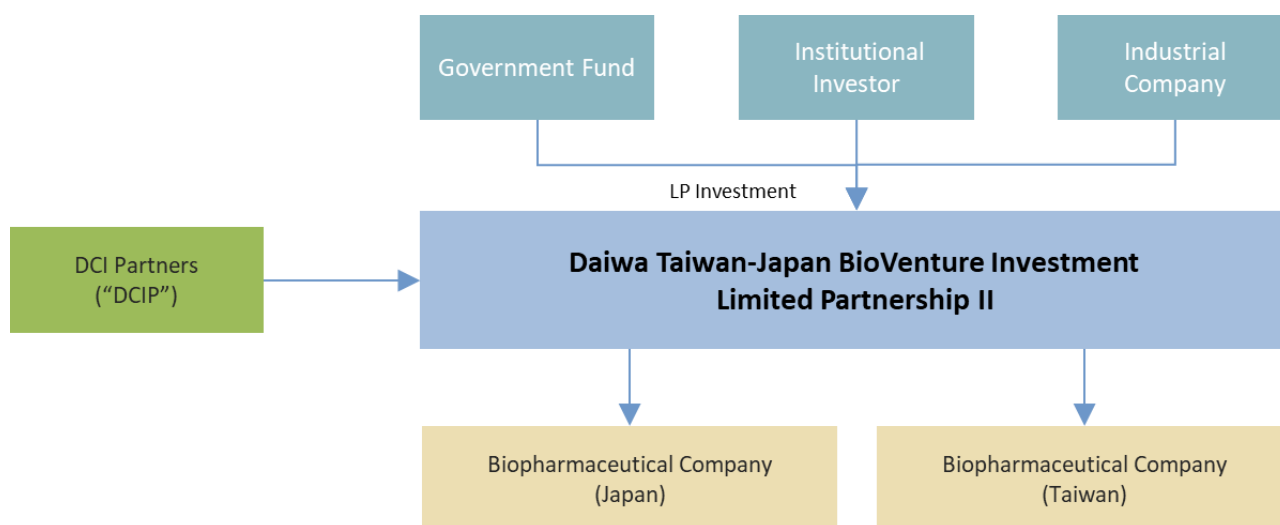 Government Fund
Institutional
Investor
Industrial
Company
LP Investment
DCI Partners
(“DCIP”)
Daiwa Taiwan-Japan BioVenture Investment
Limited Partnership II
Biopharmaceutical Company
(Japan)
Biopharmaceutical Company
(Taiwan)